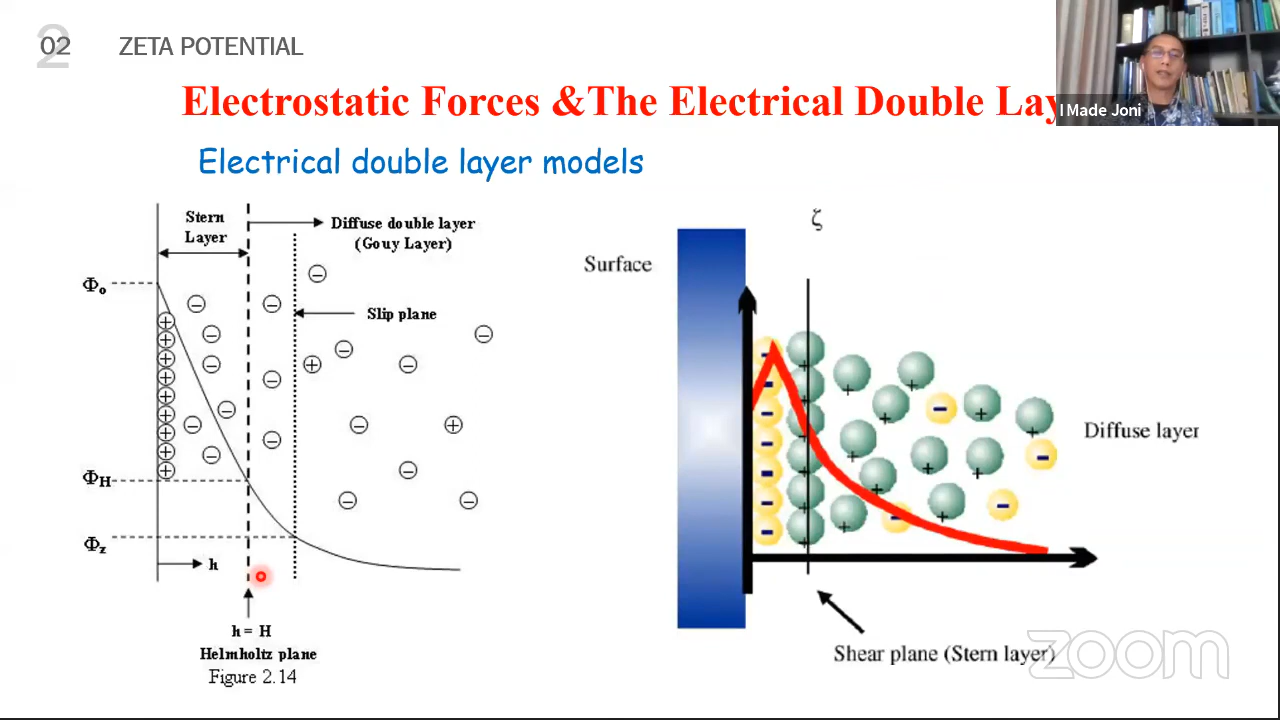 02
ZETA POTENTIAL
Electrostatic Forces &The Electrical Double
I Made Joni
Electrical double layer models
Stern
Layer
Diffuse double layer
(Gouy Layer)
Slip plane
Φo
ΦH
Φz
h
h = H
Helmholtz plane
Figure 2.14
ζ
Surface
Diffuse layer
Shear plane (Stern layer)
zoom